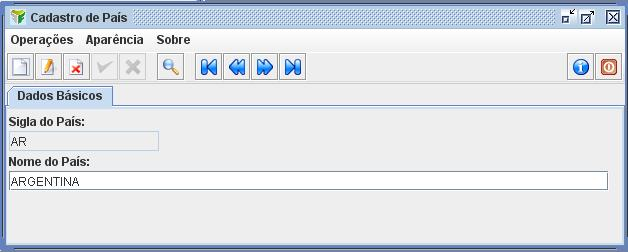 Cadastro de País
Operações Aparência Sobre
Dados Básicos
Sigla do País:
AR
Nome do País:
ARGENTINA